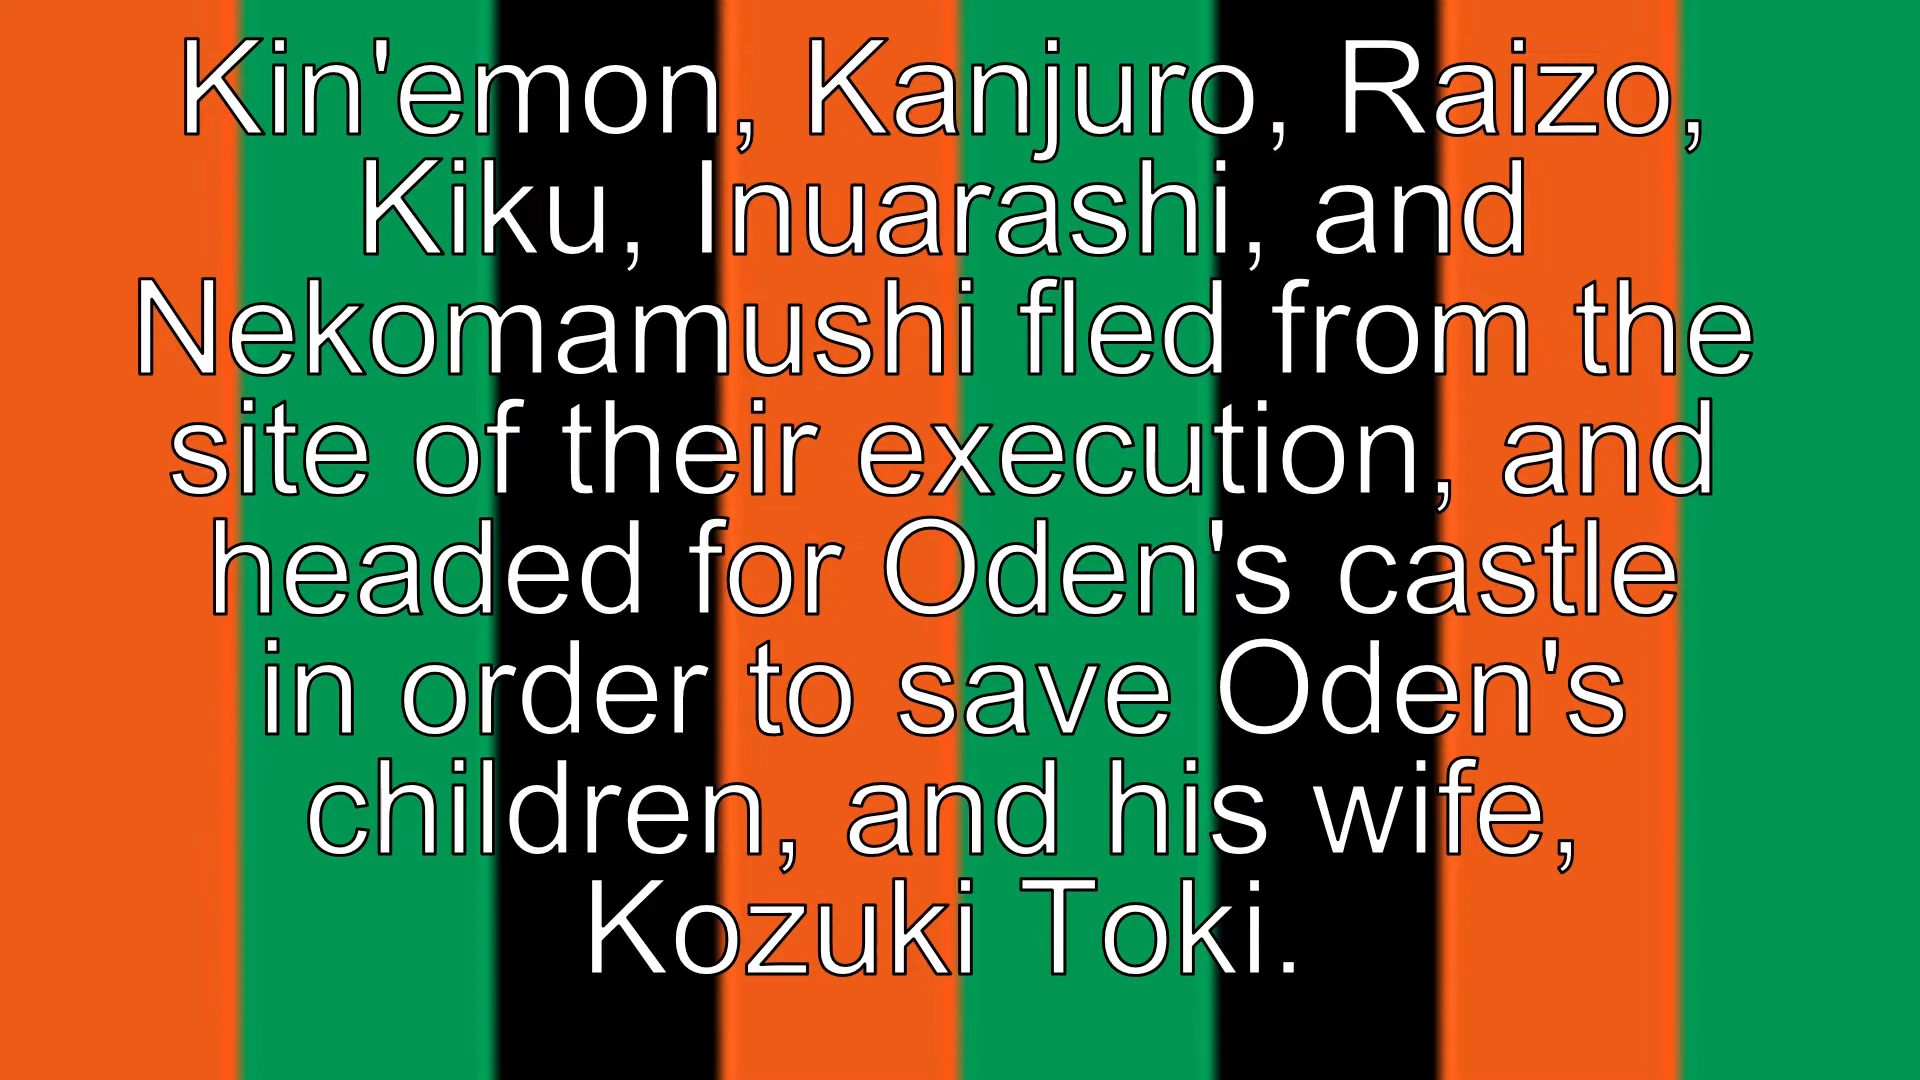 Kin'emon, Kanjuro, Raizo,
Kiku, Inuarashi, and
Nekomamushi fled from the
site of their execution, and
headed for Oden's castle
in order to save Oden's
children, and his wife,
Kozuki Toki.